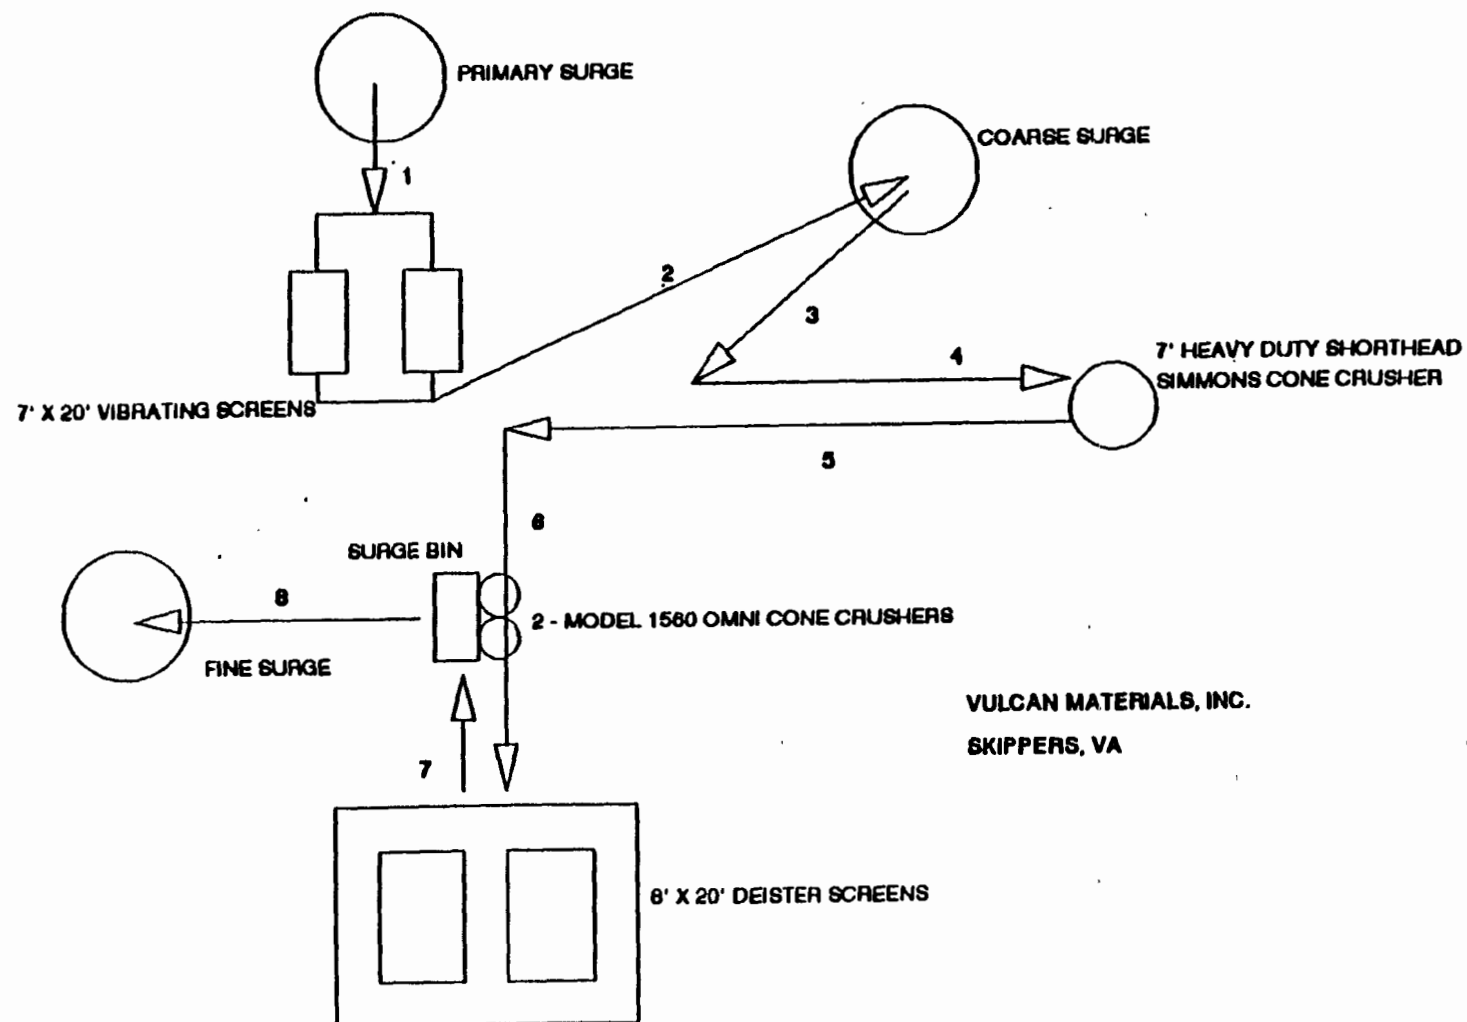 PRIMARY SURGE
1
COARSE SURGE
2
3
4
7' HEAVY DUTY SHORTHEAD
SIMMONS CONE CRUSHER
7' X 20' VIBRATING SCREENS
5
6
SURGE BIN
8
2 - MODEL 1560 OMNI CONE CRUSHERS
FINE SURGE
VULCAN MATERIALS, INC.
SKIPPERS, VA
7
8' X 20' DEISTER SCREENS